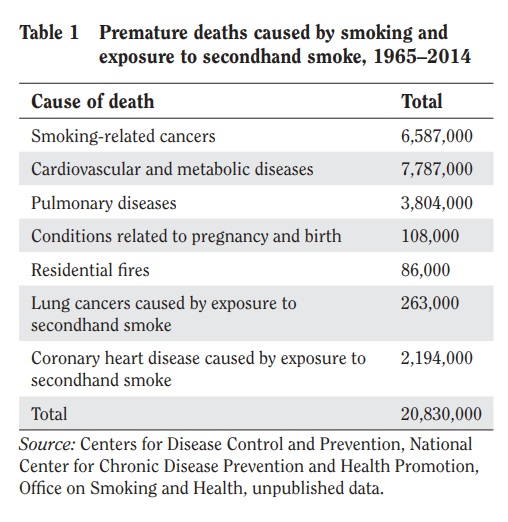 Table 1 Premature deaths caused by smoking and
exposure to secondhand smoke, 1965–2014
Cause of death Total
Smoking-related cancers 6,587,000
Cardiovascular and metabolic diseases 7,787,000
Pulmonary diseases 3,804,000
Conditions related to pregnancy and birth 108,000
Residential fires 86,000
Lung cancers caused by exposure to 263,000
secondhand smoke
Coronary heart disease caused by exposure to 2,194,000
secondhand smoke
Total 20,830,000
Source: Centers for Disease Control and Prevention, National
Center for Chronic Disease Prevention and Health Promotion,
Office on Smoking and Health, unpublished data.